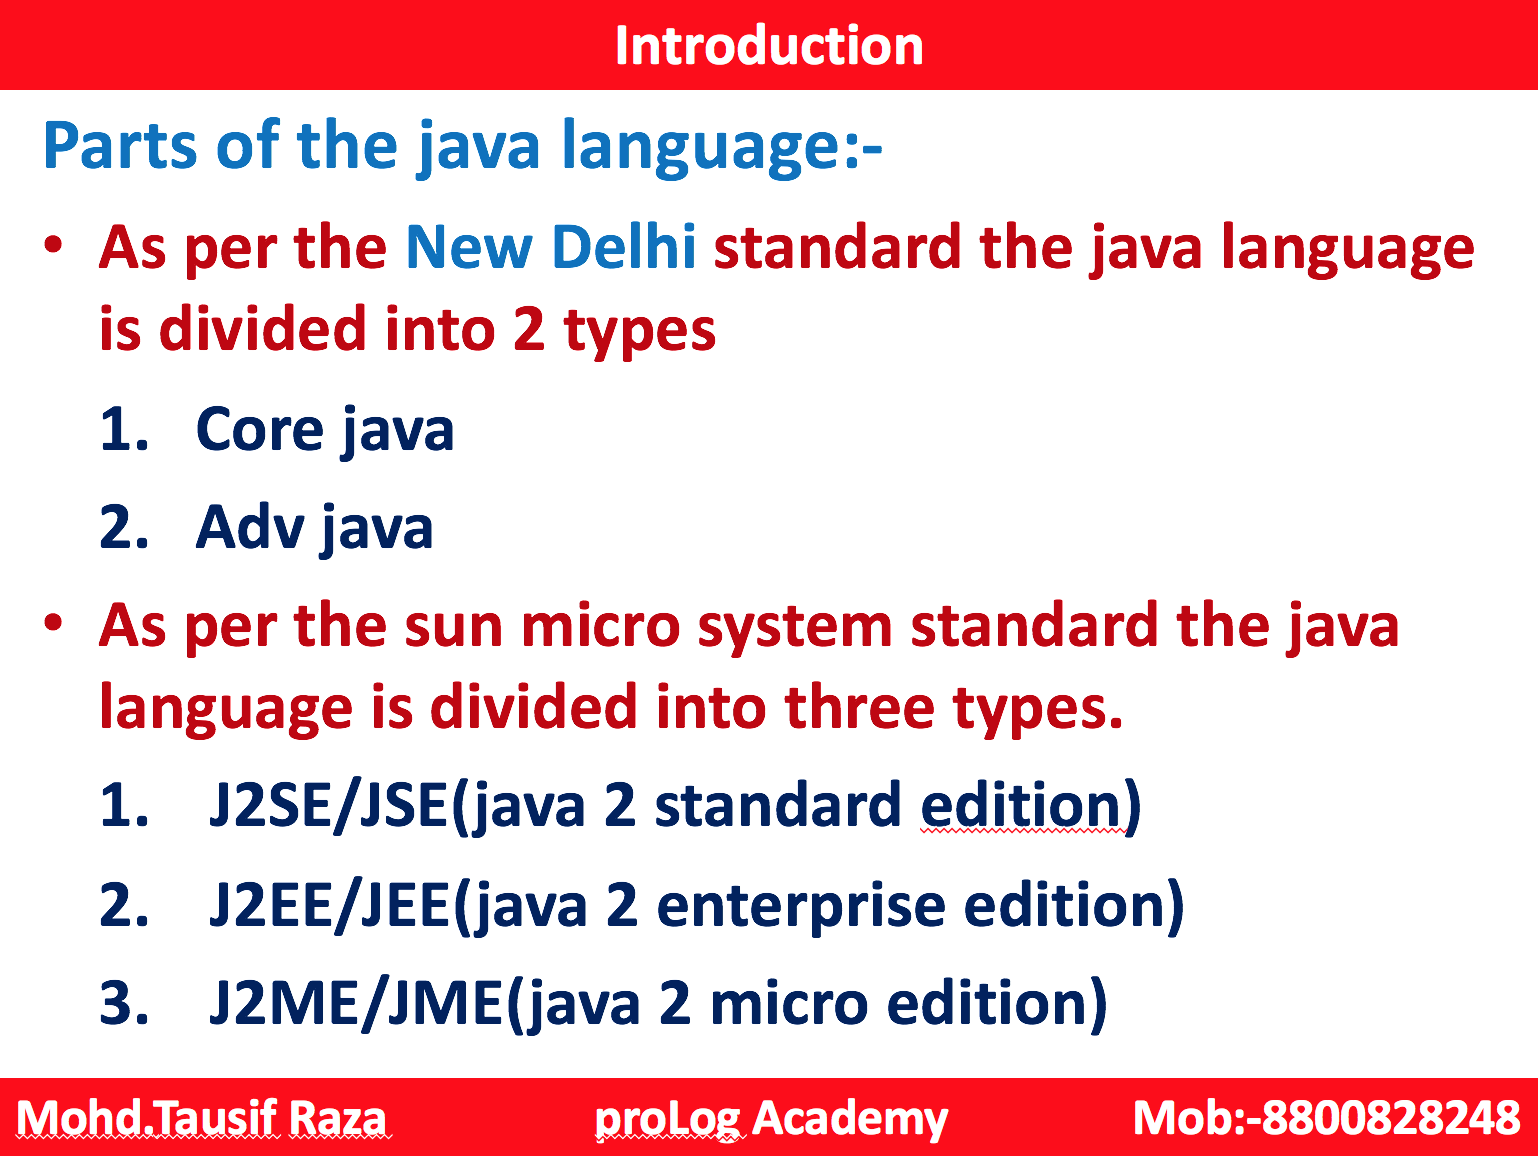 Introduction
Parts of the java language:-
• As per the New Delhi standard the java language
is divided into 2 types
1. Core java
2. Adv java
• As per the sun micro system standard the java
language is divided into three types.
1. J2SE/JSE(java 2 standard edition)
2. J2EE/JEE(java 2 enterprise edition)
3. J2ME/JME(java 2 micro edition)
Mohd.Tausif Raza proLog Academy Mob:-8800828248